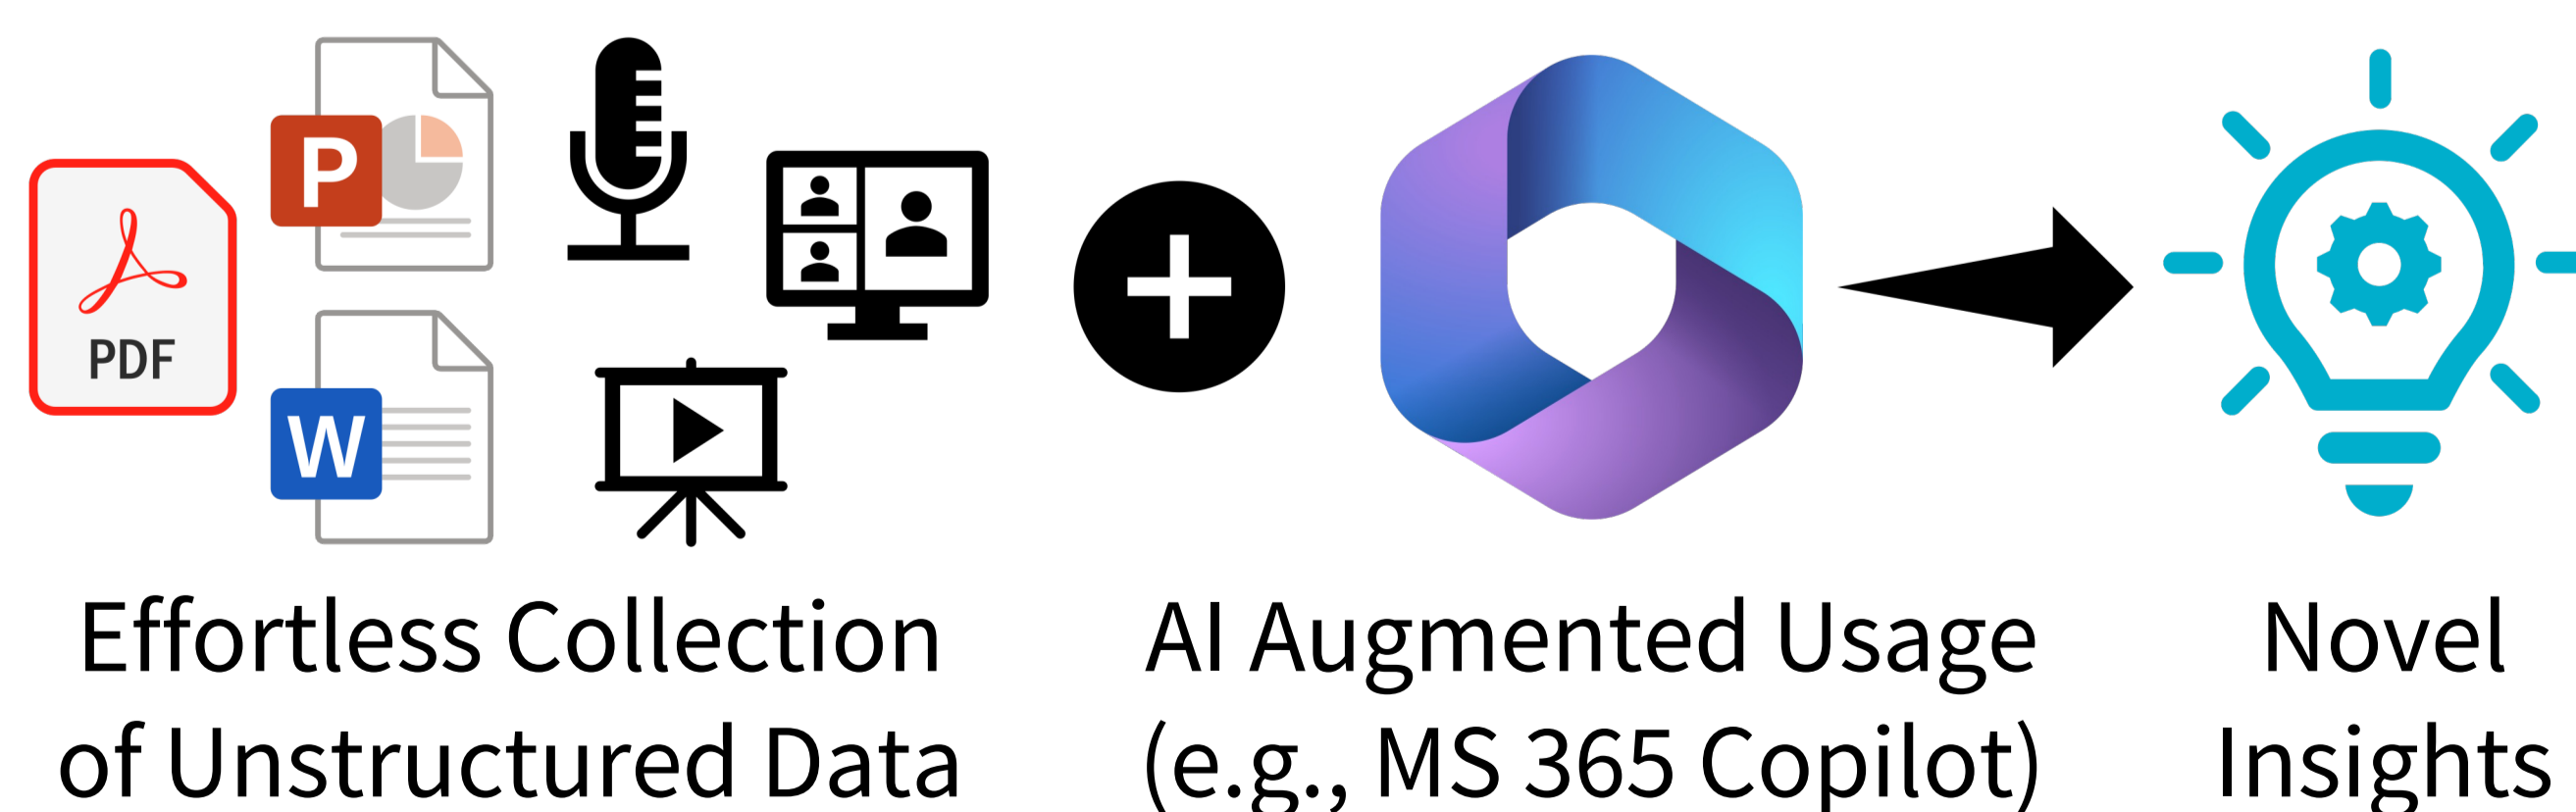 P
PDF
W
Effortless Collection
of Unstructured Data
AI Augmented Usage
(e.g., MS 365 Copilot)
Novel
Insights